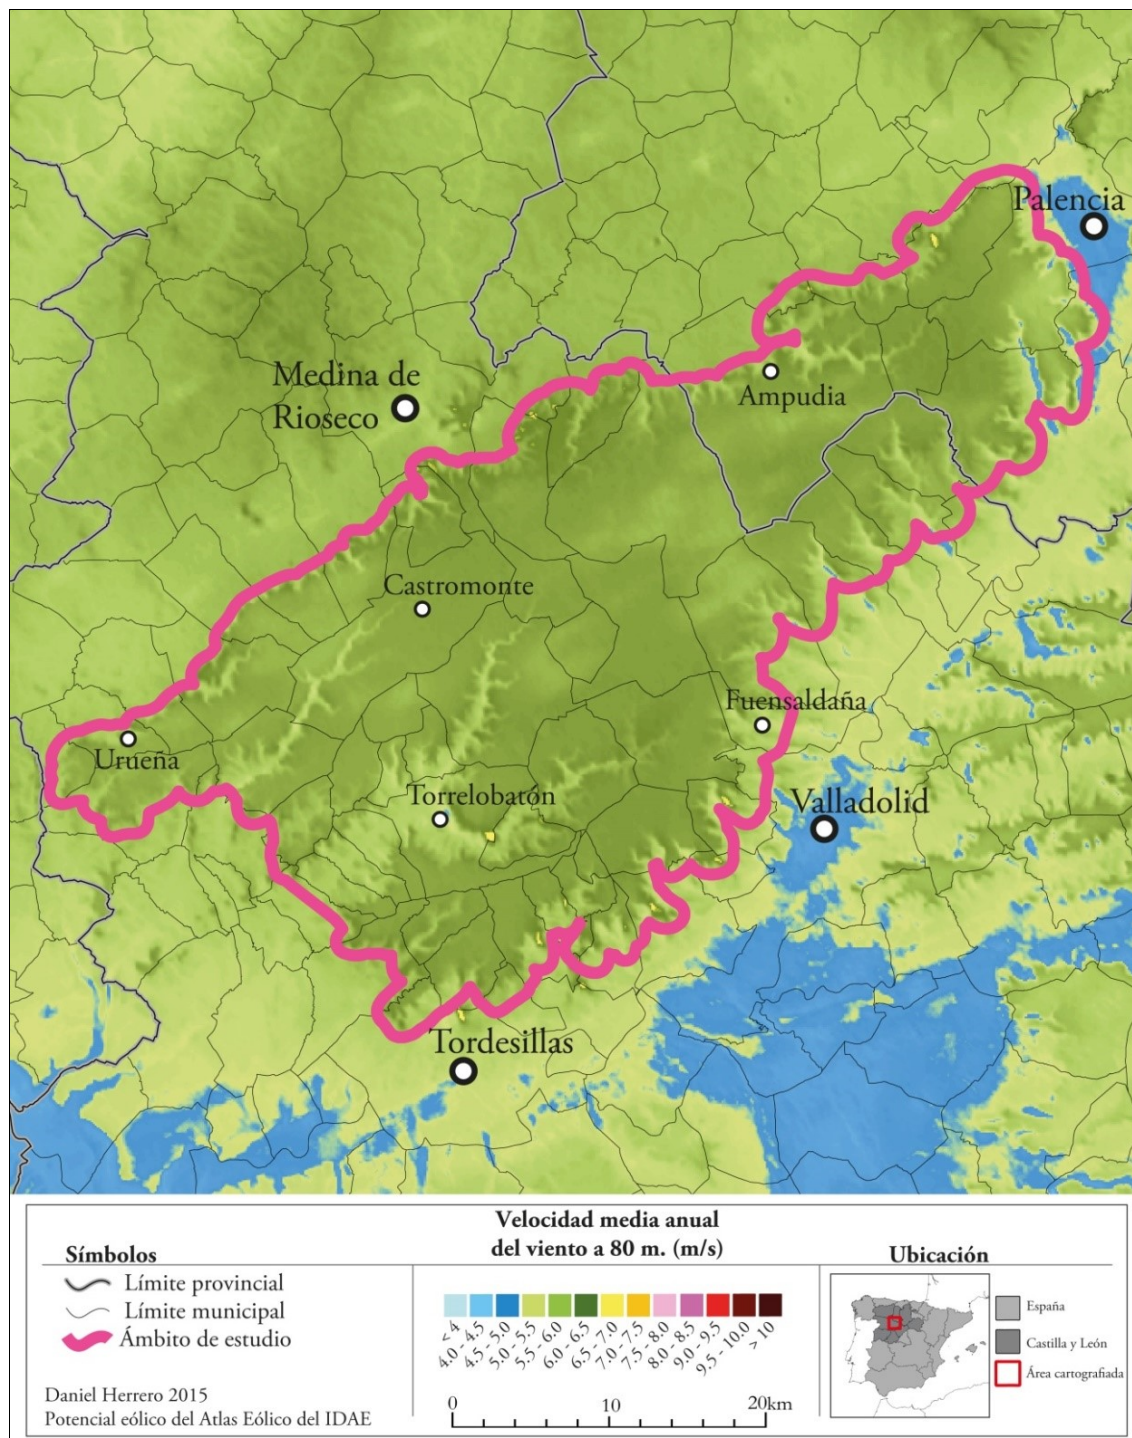 Palencia
Medina de
Rioseco
Ampudia
Castromonte
Fuensaldaña
Urueña
Torrelobatón
Valladolid
Tordesillas
Velocidad media anual
del viento a 80 m. (m/s)
Símbolos
Límite provincial
Límite municipal
Ámbito de estudio
Daniel Herrero 2015
Potencial eólico del Atlas Eólico del IDAE
< 4
4.0 - 4.5
4.5 - 5.0
5.0 - 5.5
5.5 - 6.0
6.0 - 6.5
6.5 - 7.0
7.0 - 7.5
7.5 - 8.0
8.0 - 8.5
9.0 - 9.5
9.5 - 10.0
> 10
0 10 20km
Ubicación
España
Castilla y León
Área cartografiada